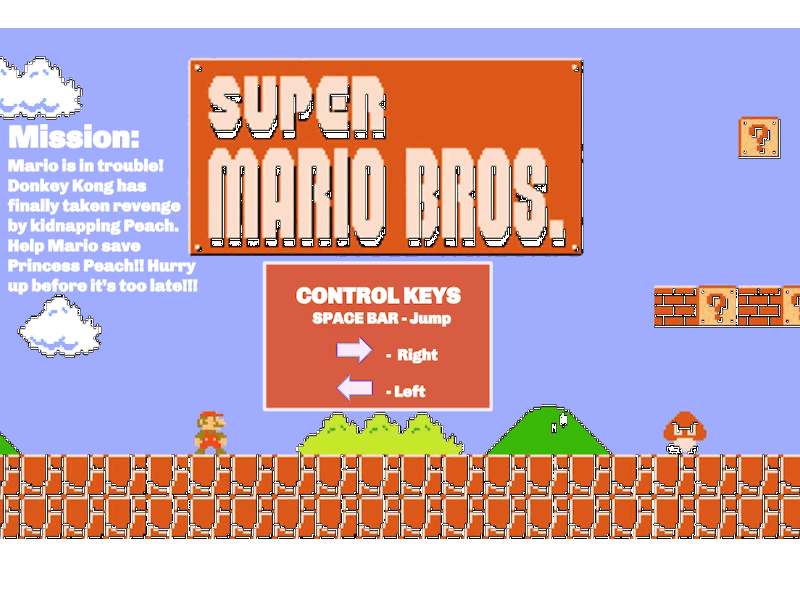 SUPER
MARIO BROS.
Mission:
Mario is in trouble!
Donkey Kong has
finally taken revenge
by kidnapping Peach.
Help Mario save
Princess Peach!! Hurry
up before it's too late!!!
CONTROL KEYS
SPACE BAR - Jump
- Right
- Left
?
?
?